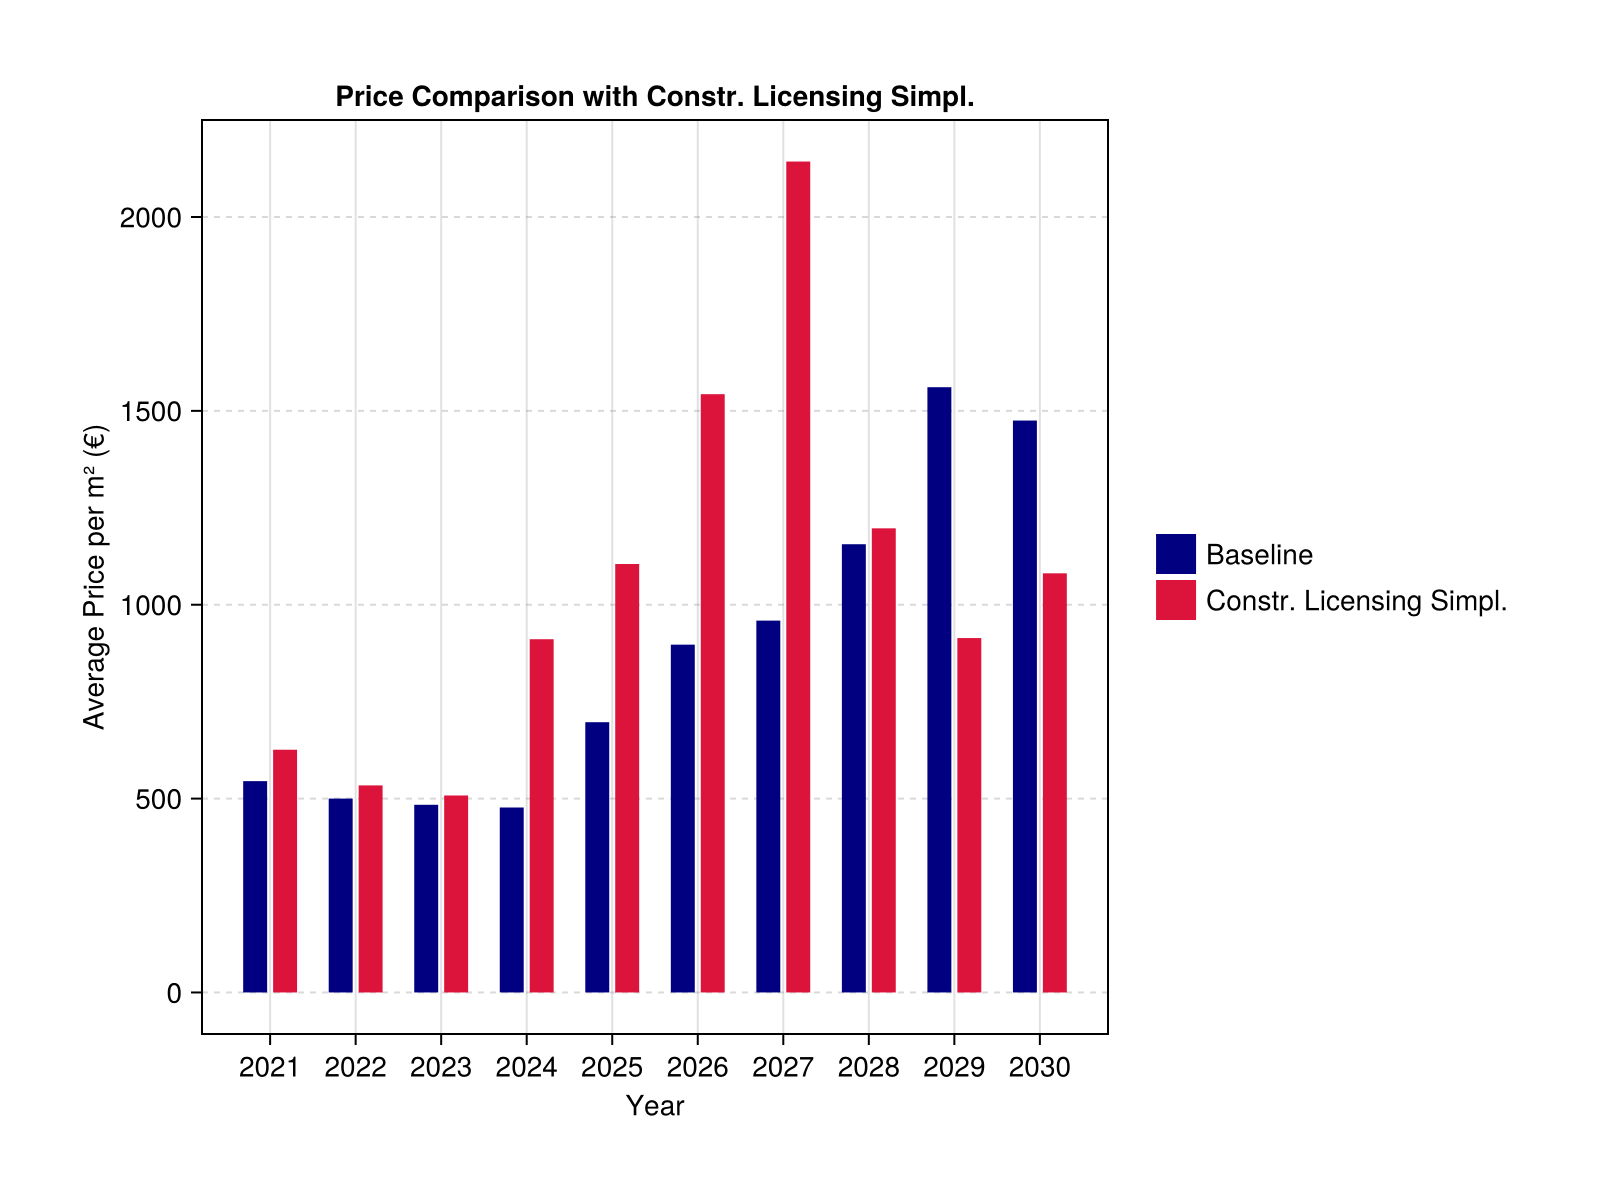 Price Comparison with Constr. Licensing Simpl.
Average Price per m² (€)
2000
1500
1000
500
0
2021 2022 2023 2024 2025 2026 2027 2028 2029 2030
Year
Baseline
Constr. Licensing Simpl.